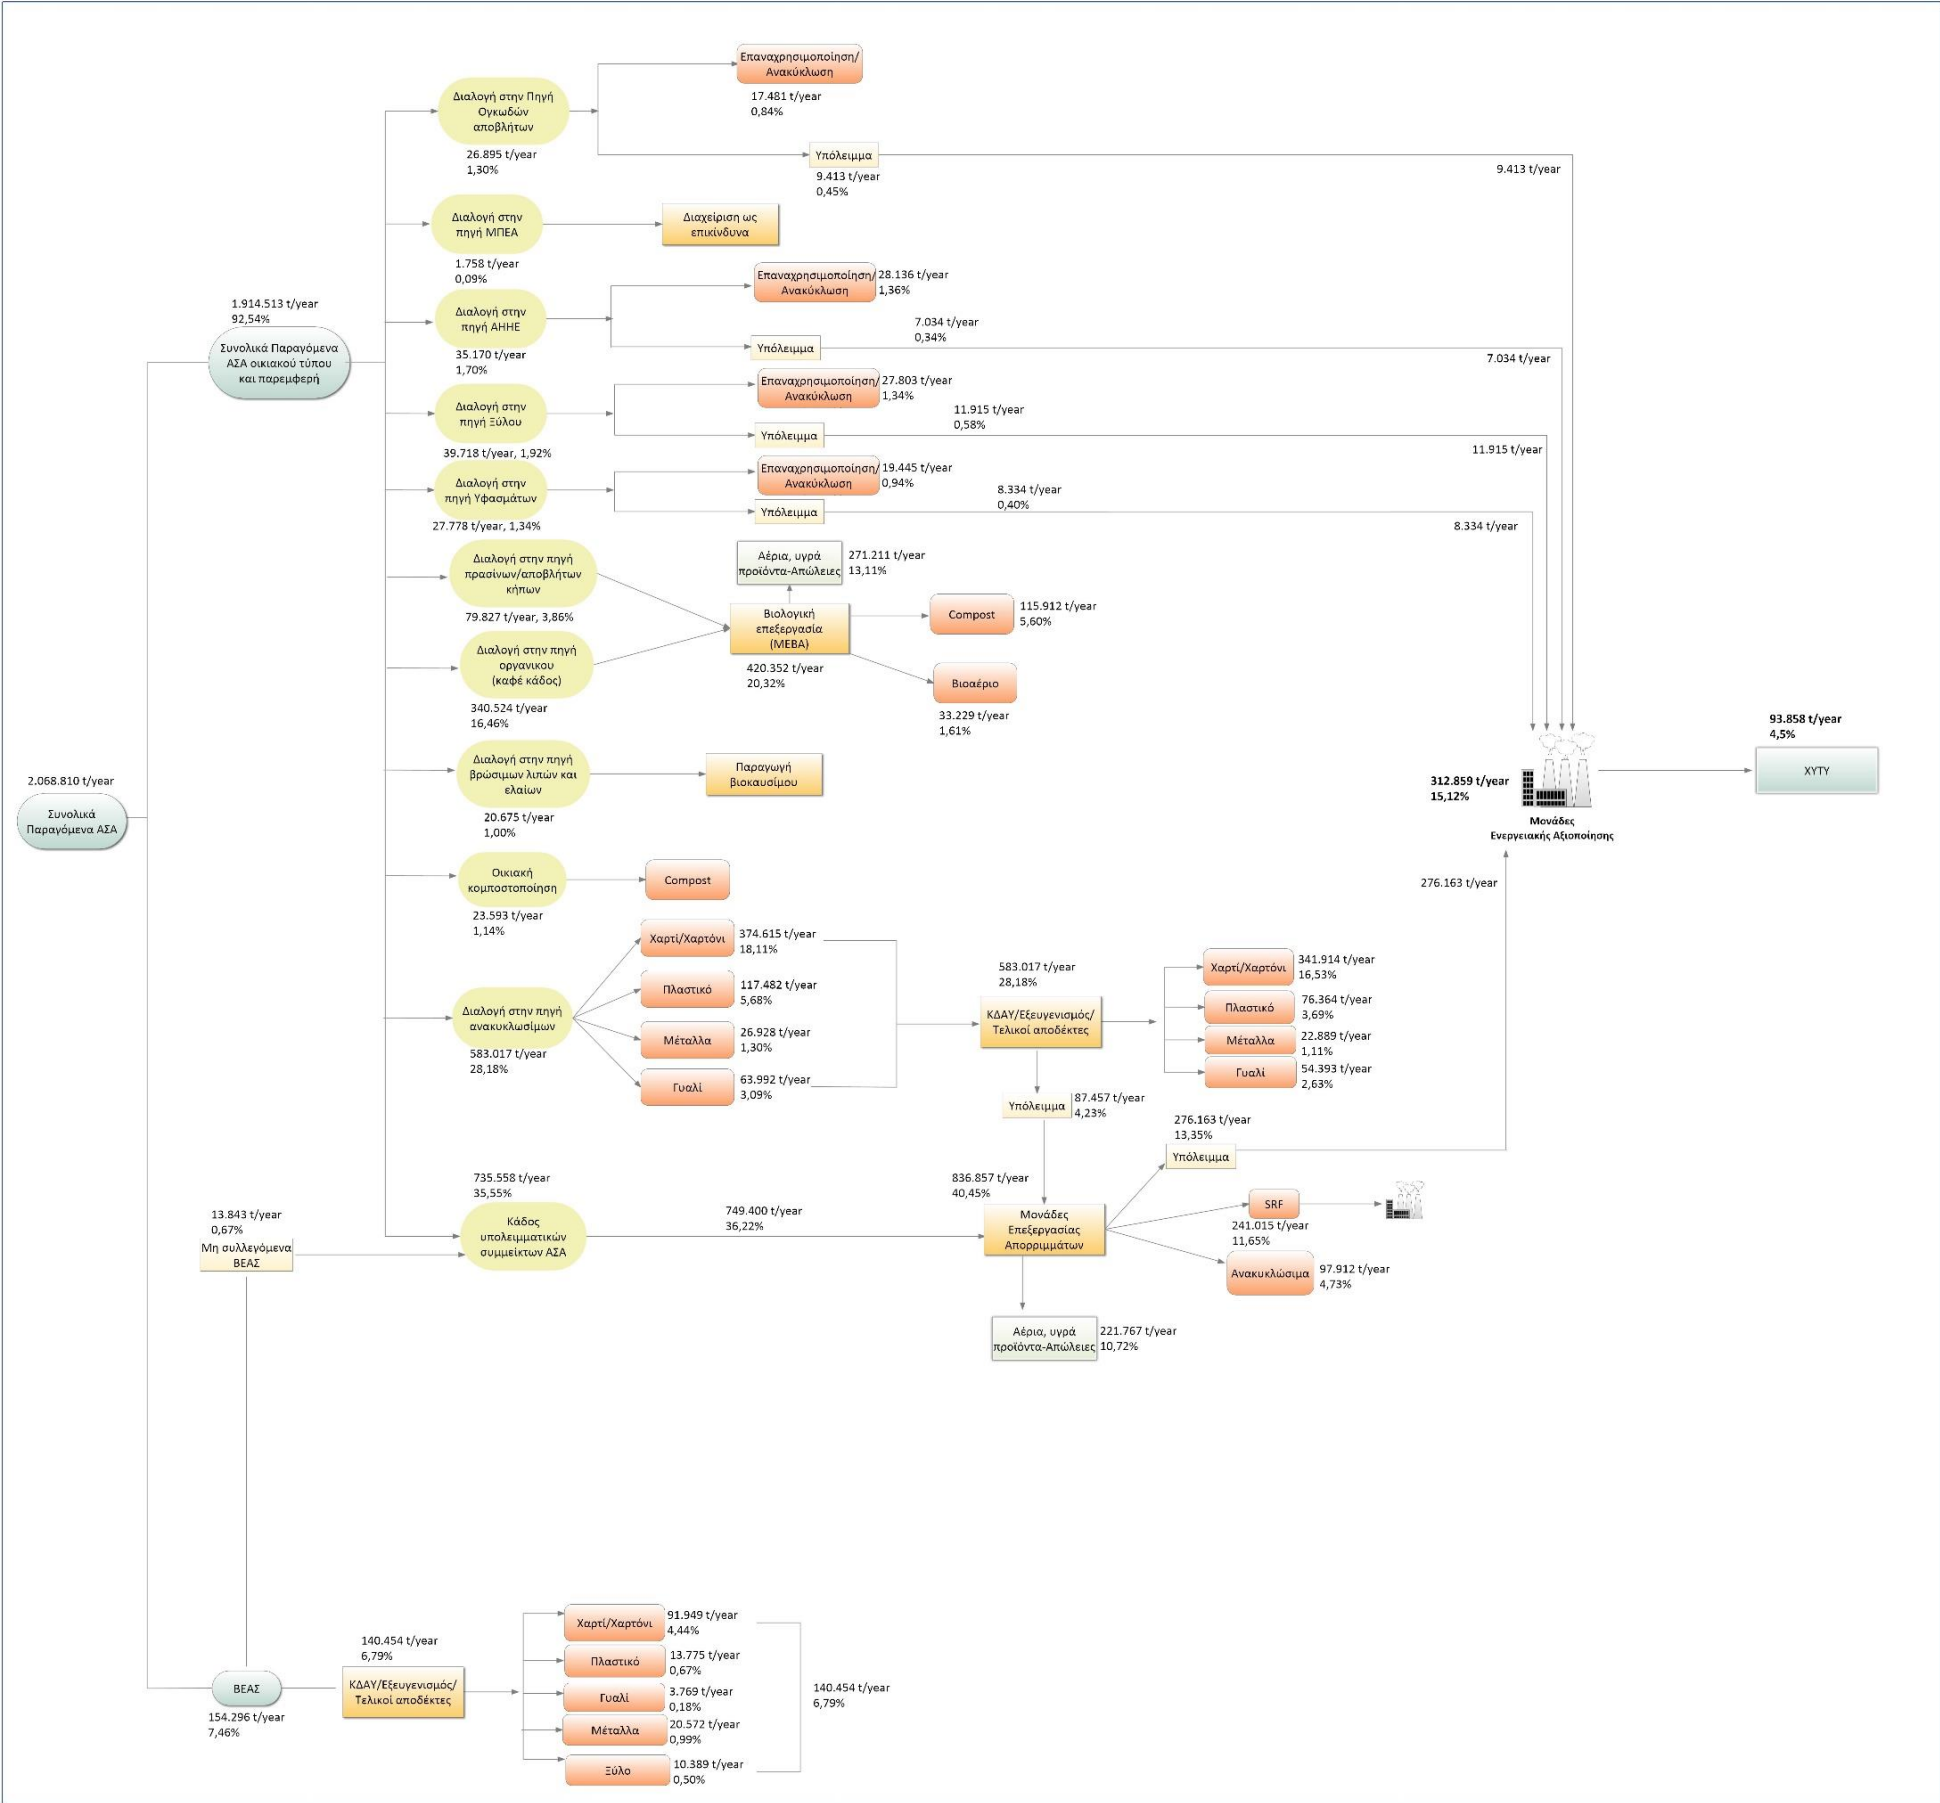 Επαναχρησιμοποίηση/
Ανακύκλωση
17.481 t/year
0,84%
Διαλογή στην Πηγή
Ογκωδών
αποβλήτων
26.895 t/year
1,30%
Υπόλειμμα
9.413 t/year
0,45%
9.413 t/year
Διαλογή στην
πηγή ΜΠΕΑ
1.758 t/year
0,09%
Διαχείριση ως
επικίνδυνα
1.914.513 t/year
92,54%
Συνολικά Παραγόμενα
ΑΣΑ οικιακού τύπου
και παρεμφερή
Διαλογή στην
πηγή ΑΗΗΕ
35.170 t/year
1,70%
Επαναχρησιμοποίηση/
Ανακύκλωση
28.136 t/year
1,36%
Υπόλειμμα
7.034 t/year
0,34%
7.034 t/year
Διαλογή στην
πηγή Ξύλου
39.718 t/year, 1,92%
Επαναχρησιμοποίηση/
Ανακύκλωση
27.803 t/year
1,34%
Υπόλειμμα
11.915 t/year
0,58%
11.915 t/year
Διαλογή στην
πηγή Υφασμάτων
27.778 t/year, 1,34%
Επαναχρησιμοποίηση/
Ανακύκλωση
19.445 t/year
0,94%
Υπόλειμμα
8.334 t/year
0,40%
8.334 t/year
Διαλογή στην πηγή
πρασίνων/αποβλήτων
κήπων
79.827 t/year, 3,86%
Αέρια, υγρά
προϊόντα-Απώλειες
271.211 t/year
13,11%
Βιολογική
επεξεργασία
(ΜΕΒΑ)
420.352 t/year
20,32%
Compost
115.912 t/year
5,60%
Διαλογή στην πηγή
οργανικου
(καφέ κάδος)
340.524 t/year
16,46%
Βιοαέριο
33.229 t/year
1,61%
Διαλογή στην πηγή
βρώσιμων λιπών και
ελαίων
20.675 t/year
1,00%
Παραγωγή
βιοκαυσίμου
312.859 t/year
15,12%
Μονάδες
Ενεργειακής Αξιοποίησης
93.858 t/year
4,5%
ΧΥΤΥ
2.068.810 t/year
Συνολικά
Παραγόμενα ΑΣΑ
Οικιακή
κομποστοποίηση
23.593 t/year
1,14%
Compost
276.163 t/year
Διαλογή στην πηγή
ανακυκλωσίμων
583.017 t/year
28,18%
Χαρτί/Χαρτόνι
374.615 t/year
18,11%
Πλαστικό
117.482 t/year
5,68%
Μέταλλα
26.928 t/year
1,30%
Γυαλί
63.992 t/year
3,09%
583.017 t/year
28,18%
ΚΔΑΥ/Εξευγενισμός/
Τελικοί αποδέκτες
Χαρτί/Χαρτόνι
341.914 t/year
16,53%
Πλαστικό
76.364 t/year
3,69%
Μέταλλα
22.889 t/year
1,11%
Γυαλί
54.393 t/year
2,63%
Υπόλειμμα
87.457 t/year
4,23%
276.163 t/year
13,35%
Υπόλειμμα
735.558 t/year
35,55%
Κάδος
υπολειμματικών
συμμείκτων ΑΣΑ
749.400 t/year
36,22%
836.857 t/year
40,45%
Μονάδες
Επεξεργασίας
Απορριμμάτων
SRF
241.015 t/year
11,65%
Ανακυκλώσιμα
97.912 t/year
4,73%
13.843 t/year
0,67%
Μη συλλεγόμενα
ΒΕΑΣ
Αέρια, υγρά
προϊόντα-Απώλειες
221.767 t/year
10,72%
ΒΕΑΣ
154.296 t/year
7,46%
140.454 t/year
6,79%
ΚΔΑΥ/Εξευγενισμός/
Τελικοί αποδέκτες
Χαρτί/Χαρτόνι
91.949 t/year
4,44%
Πλαστικό
13.775 t/year
0,67%
Γυαλί
3.769 t/year
0,18%
Μέταλλα
20.572 t/year
0,99%
Ξύλο
10.389 t/year
0,50%
140.454 t/year
6,79%